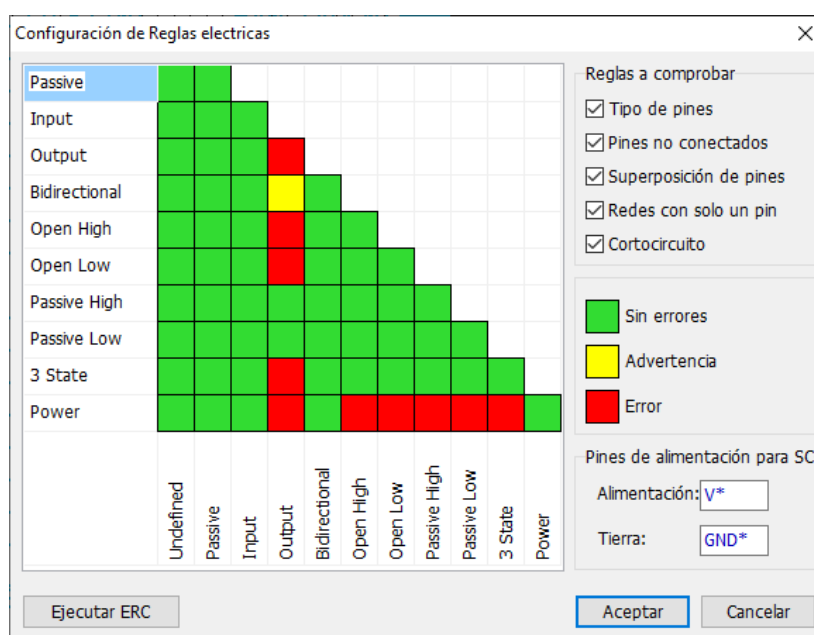 Configuración de Reglas electricas
Passive
Input
Output
Bidirectional
Open High
Open Low
Passive High
Passive Low
3 State
Power
Undefined
Passive
Input
Output
Bidirectional
Open High
Open Low
Passive High
Passive Low
3 State
Power
Reglas a comprobar
Tipo de pines
Pines no conectados
Superposición de pines
Redes con solo un pin
Cortocircuito
Sin errores
Advertencia
Error
Pines de alimentación para SC
Alimentación: V*
Tierra: GND*
Ejecutar ERC
Aceptar
Cancelar